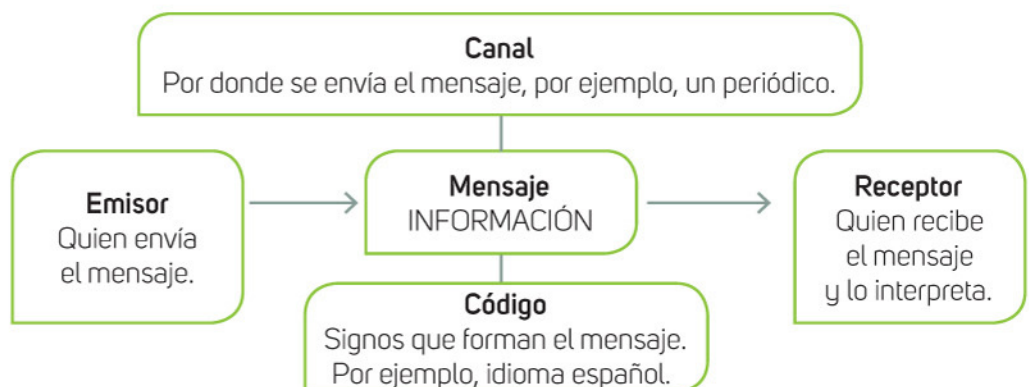 Canal
Por donde se envía el mensaje, por ejemplo, un periódico.
Emisor
Quien envía
el mensaje.
Mensaje
INFORMACIÓN
Receptor
Quien recibe
el mensaje
y lo interpreta.
Código
Signos que forman el mensaje.
Por ejemplo, idioma español.